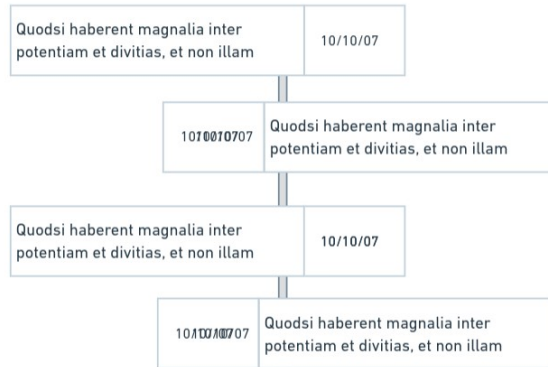 Quodsi haberent magnalia inter
potentiam et divitias, et non illam
10/10/07
Quodsi haberent magnalia inter
potentiam et divitias, et non illam
Quodsi haberent magnalia inter
potentiam et divitias, et non illam
10/10/07
Quodsi haberent magnalia inter
potentiam et divitias, et non illam